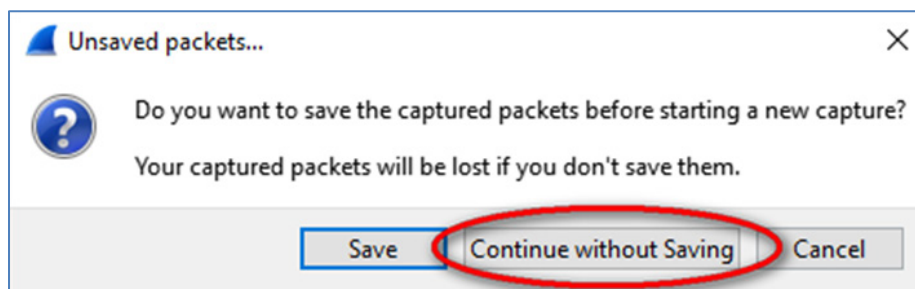 Unsaved packets...
Do you want to save the captured packets before starting a new capture?
Your captured packets will be lost if you don't save them.
Save Continue without Saving Cancel